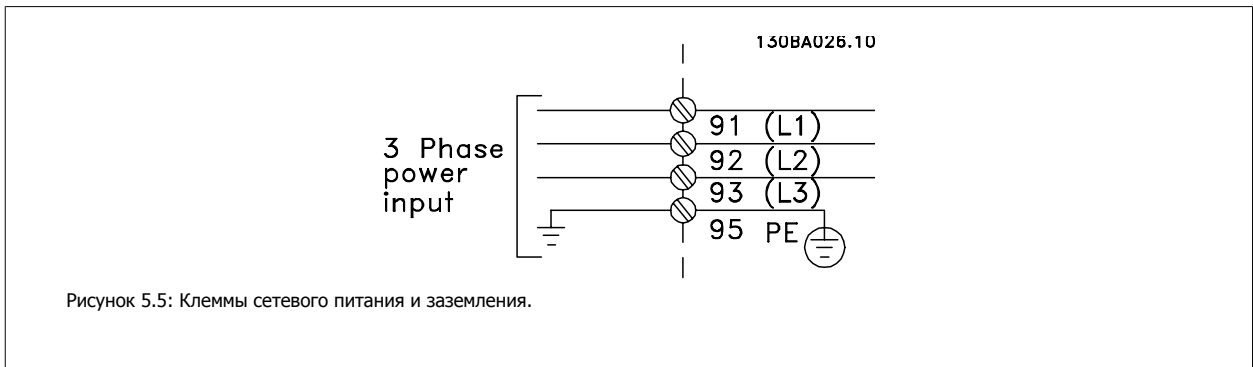 130BA026.10
3 Phase
power
input
91 (L1)
92 (L2)
93 (L3)
95 PE
Рисунок 5.5: Клеммы сетевого питания и заземления.